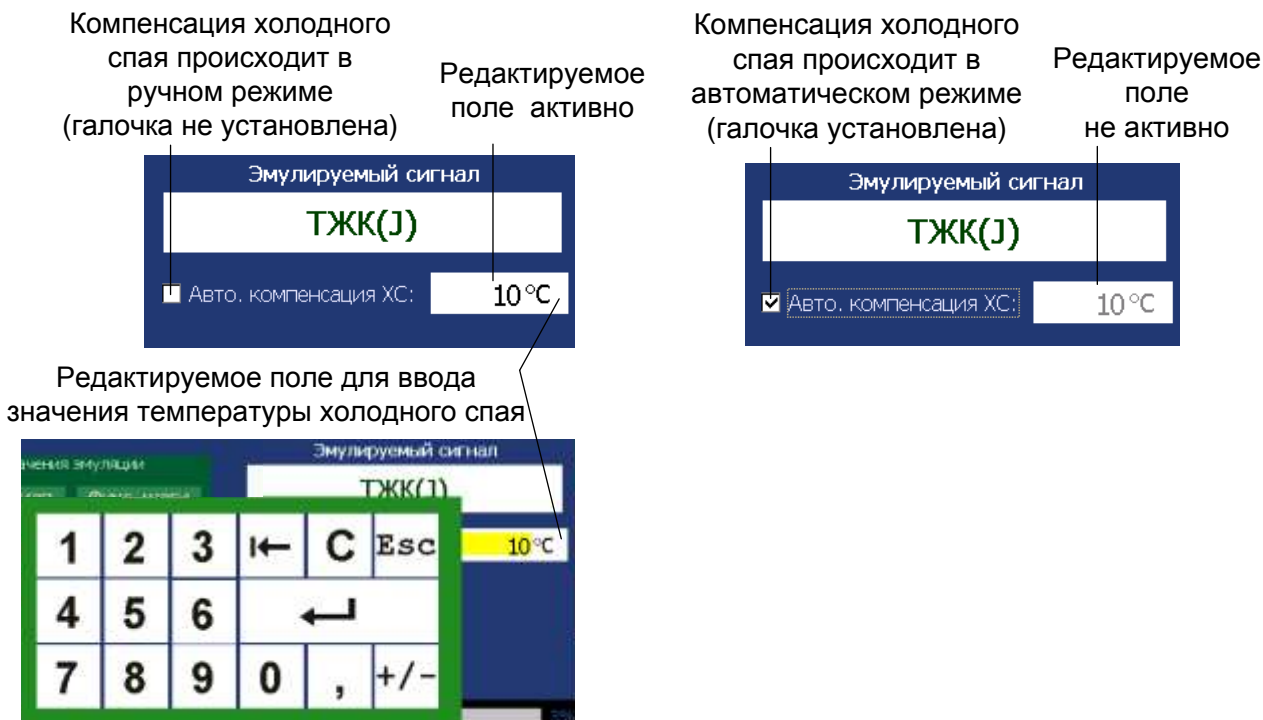 Компенсация холодного
спая происходит в
ручном режиме
(галочка не установлена)
Редактируемое
поле активно
Эмулируемый сигнал
ТЖК(J)
Авто. компенсация ХС:
10°C
Компенсация холодного
спая происходит в
автоматическом режиме
(галочка установлена)
Редактируемое
поле
не активно
Эмулируемый сигнал
ТЖК(J)
Авто. компенсация ХС:
10°C
Редактируемое поле для ввода
значения температуры холодного спая
эмуляции
Эмулируемый сигнал
ТЖК(J)
10°C
1 2 3 C Esc
4 5 6
7 8 9 0 , +/-